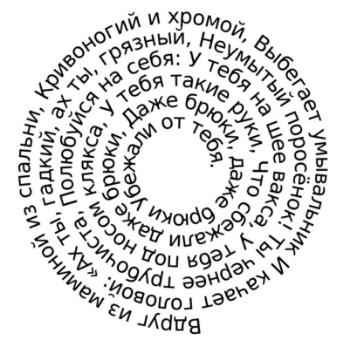 Вдруг из маминой из спальни, Кривоногий и хромой, Выбегает умывальник И качает головой: «Ах ты, гадкий, ах ты, грязный, Неумытый поросёнок! Ты чернее трубочиста, Полюбуйся на себя: У тебя на шее вакса, У тебя под носом клякса, У тебя такие руки, Что сбежали даже брюки, Даже брюки, даже брюки Убежали от тебя.